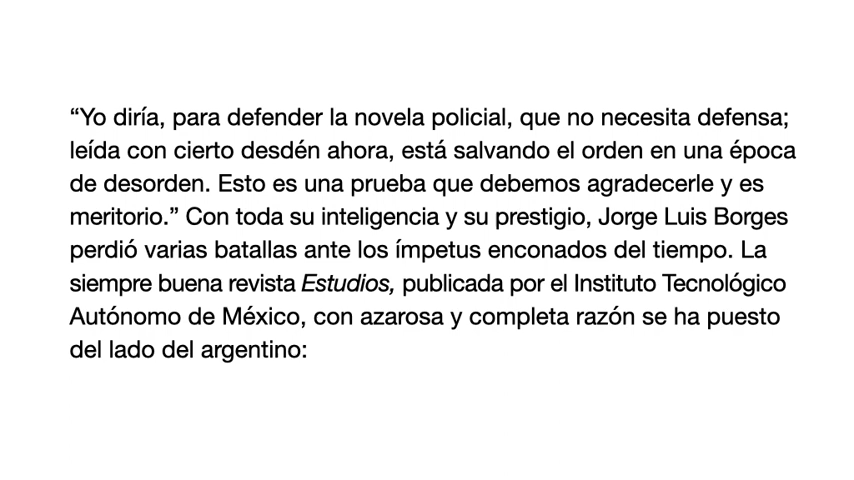 “Yo diría, para defender la novela policial, que no necesita defensa;
leída con cierto desdén ahora, está salvando el orden en una época
de desorden. Esto es una prueba que debemos agradecerle y es
meritorio.” Con toda su inteligencia y su prestigio, Jorge Luis Borges
perdió varias batallas ante los ímpetus enconados del tiempo. La
siempre buena revista Estudios, publicada por el Instituto Tecnológico
Autónomo de México, con azarosa y completa razón se ha puesto
del lado del argentino: